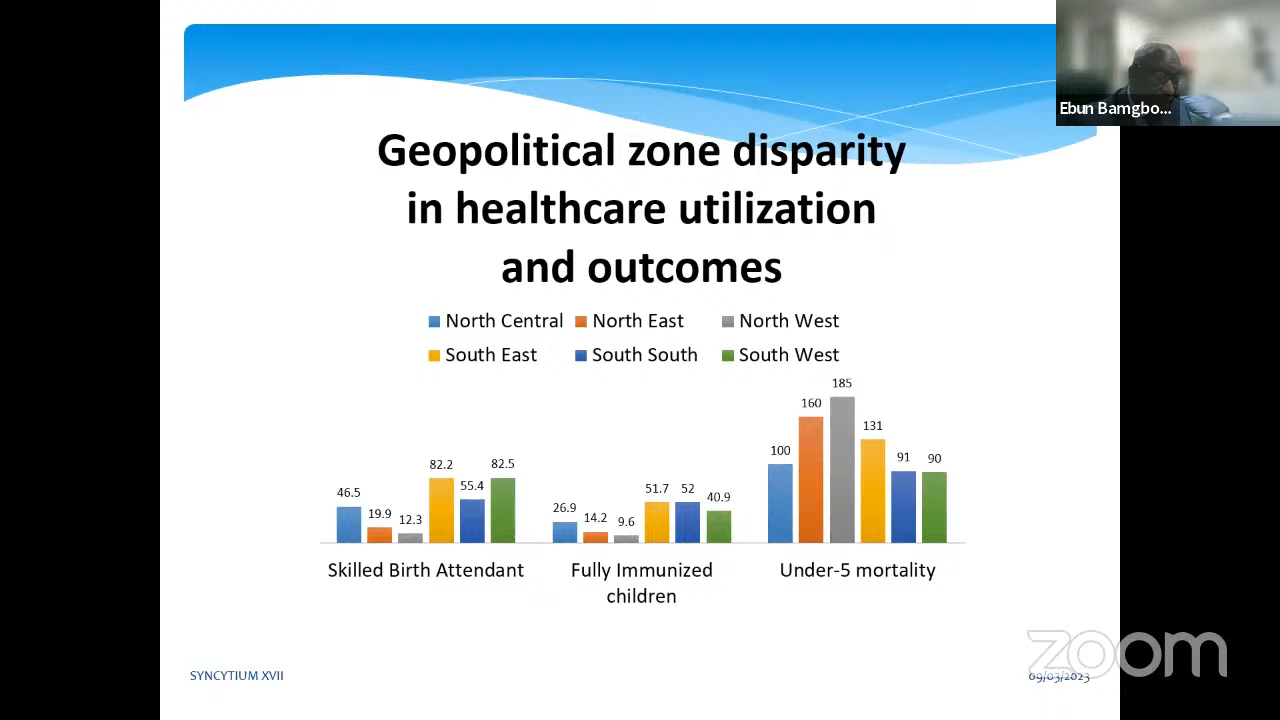 Ebun Bamgbo...
Geopolitical zone disparity
in healthcare utilization
and outcomes
North Central North East North West
South East South South South West
46.5 19.9 12.3 82.2 55.4 82.5
26.9 14.2 9.6 51.7 52 40.9
100 160 185 131 91 90
Skilled Birth Attendant Fully Immunized Under-5 mortality
children
SYNCYTIUM XVII
09/03/2023
zoom